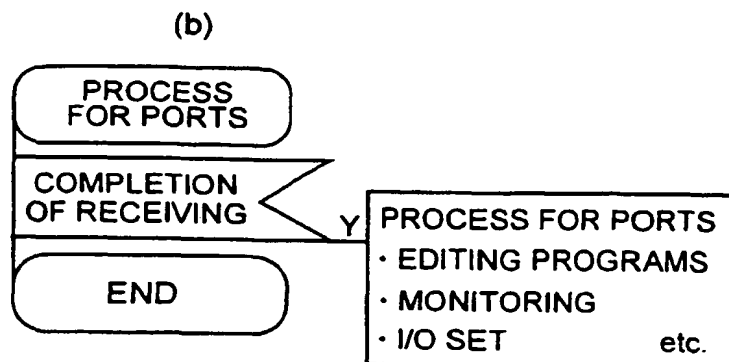 (b)
PROCESS
FOR PORTS
COMPLETION
OF RECEIVING
Y
PROCESS FOR PORTS
· EDITING PROGRAMS
· MONITORING
· I/O SET etc.
END